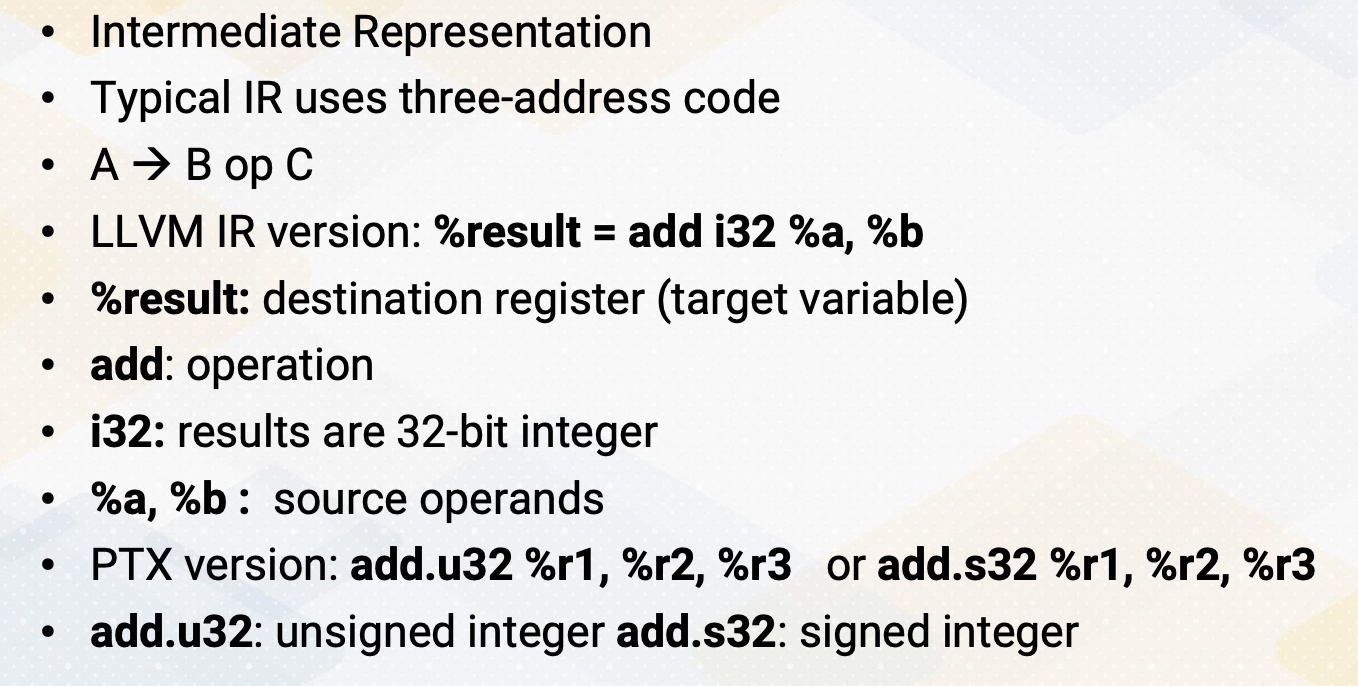 • Intermediate Representation
• Typical IR uses three-address code
• A → B op C
• LLVM IR version: %result = add i32 %a, %b
• %result: destination register (target variable)
• add: operation
• i32: results are 32-bit integer
• %a, %b :  source operands
• PTX version: add.u32 %r1, %r2, %r3   or add.s32 %r1, %r2, %r3
• add.u32: unsigned integer add.s32: signed integer